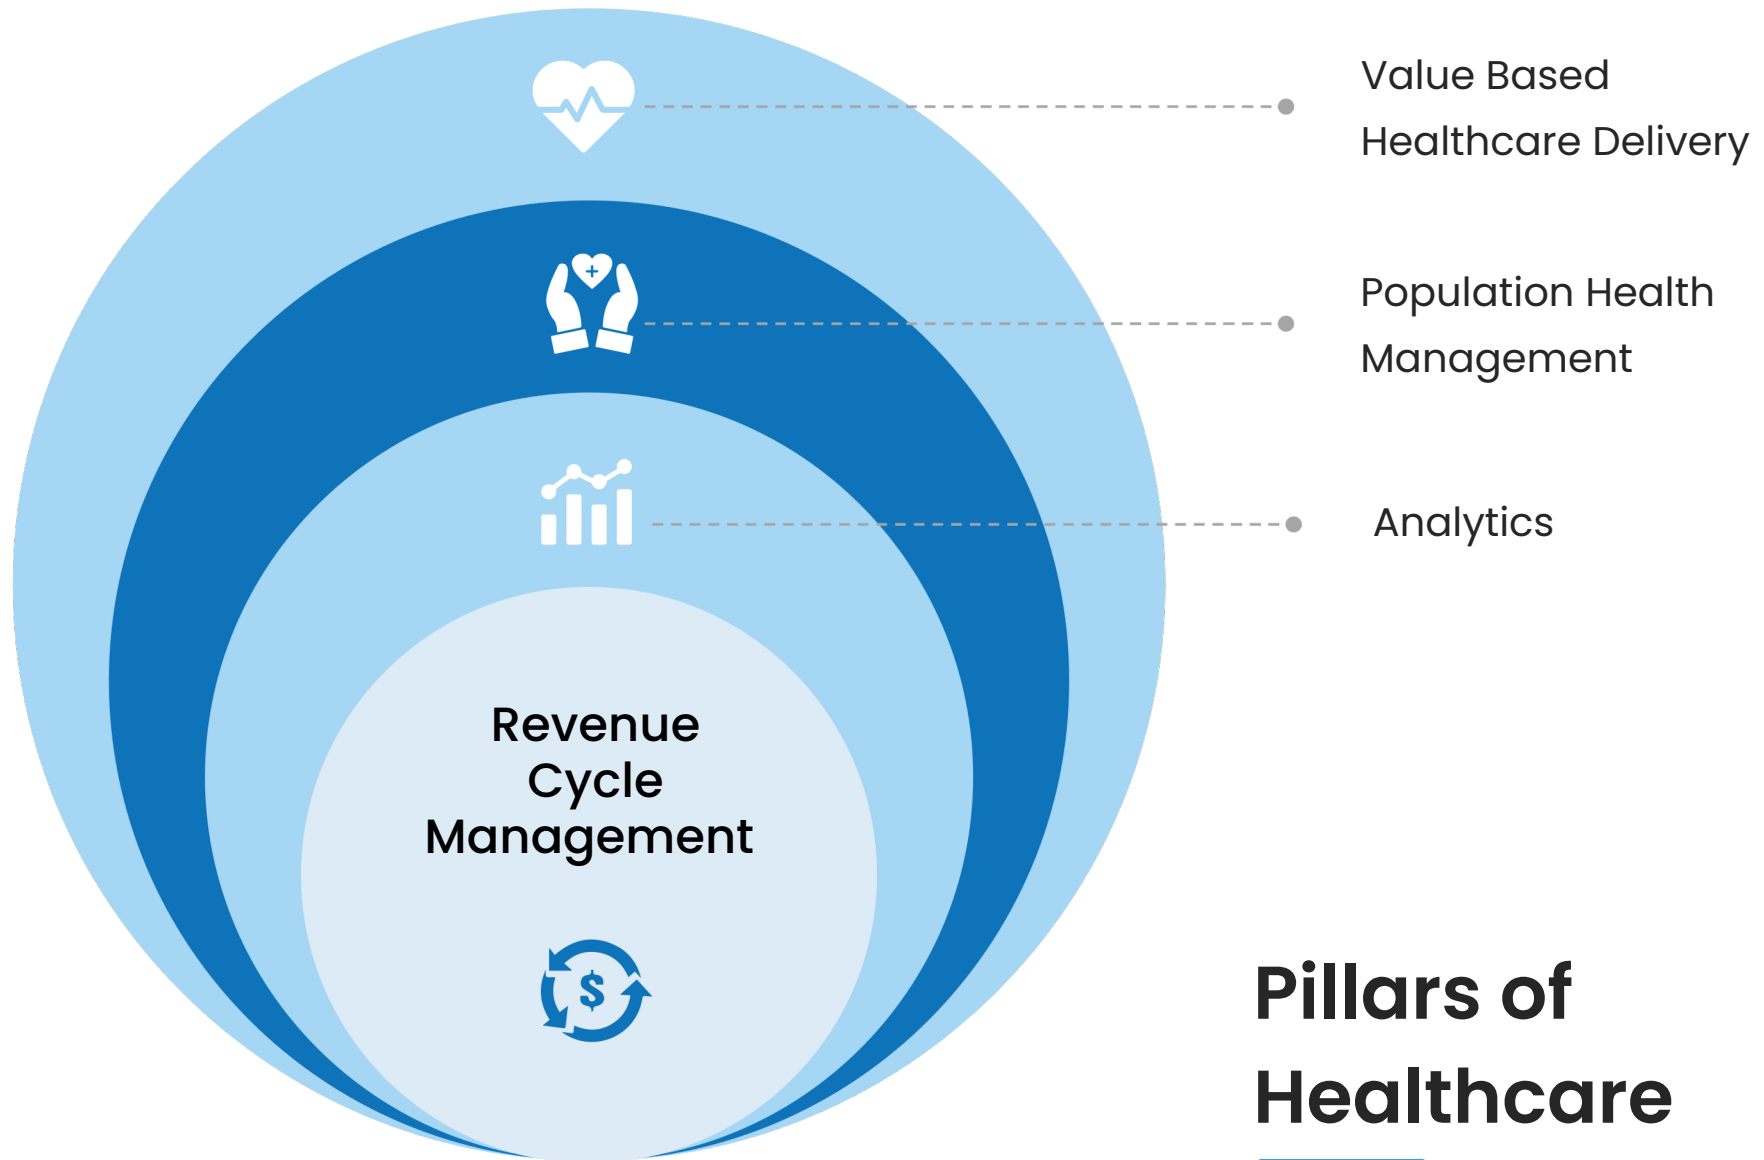 Value Based
Healthcare Delivery
Population Health
Management
Analytics
Revenue
Cycle
Management
$
Pillars of
Healthcare